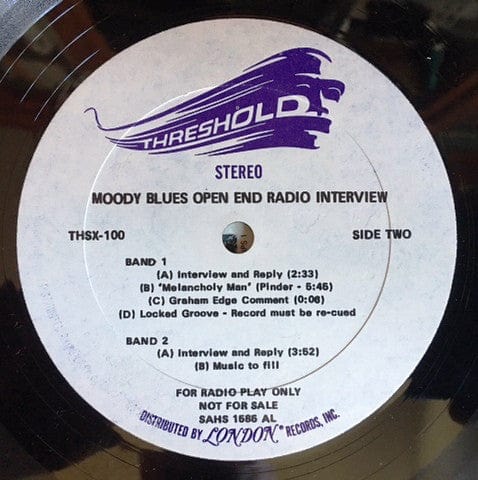 THRESHOLD
STEREO
MOODY BLUES OPEN END RADIO INTERVIEW
THSX-100 SIDE TWO
BAND 1
(A) Interview and Reply (2:33)
(B) 'Melancholy Man' (Pinder - 5:45)
(C) Graham Edge Comment (0:06)
(D) Locked Groove - Record must be re-cued
BAND 2
(A) Interview and Reply (3:52)
(B) Music to fill
FOR RADIO PLAY ONLY
NOT FOR SALE
SAHS 1686 AL
DISTRIBUTED BY LONDON® RECORDS, INC.